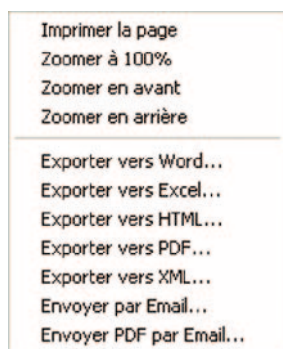 Imprimer la page
Zoomer à 100%
Zoomer en avant
Zoomer en arrière
Exporter vers Word...
Exporter vers Excel...
Exporter vers HTML...
Exporter vers PDF...
Exporter vers XML...
Envoyer par Email...
Envoyer PDF par Email...